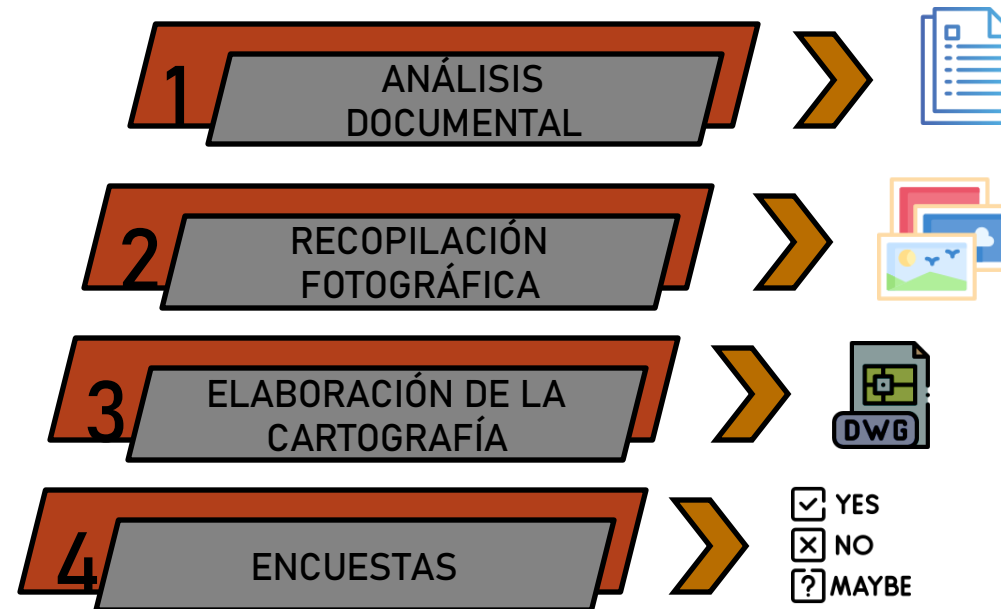 1
ANÁLISIS
DOCUMENTAL
2
RECOPILACIÓN
FOTOGRÁFICA
3
ELABORACIÓN DE LA
CARTOGRAFÍA
DWG
4
ENCUESTAS
YES
NO
? MAYBE